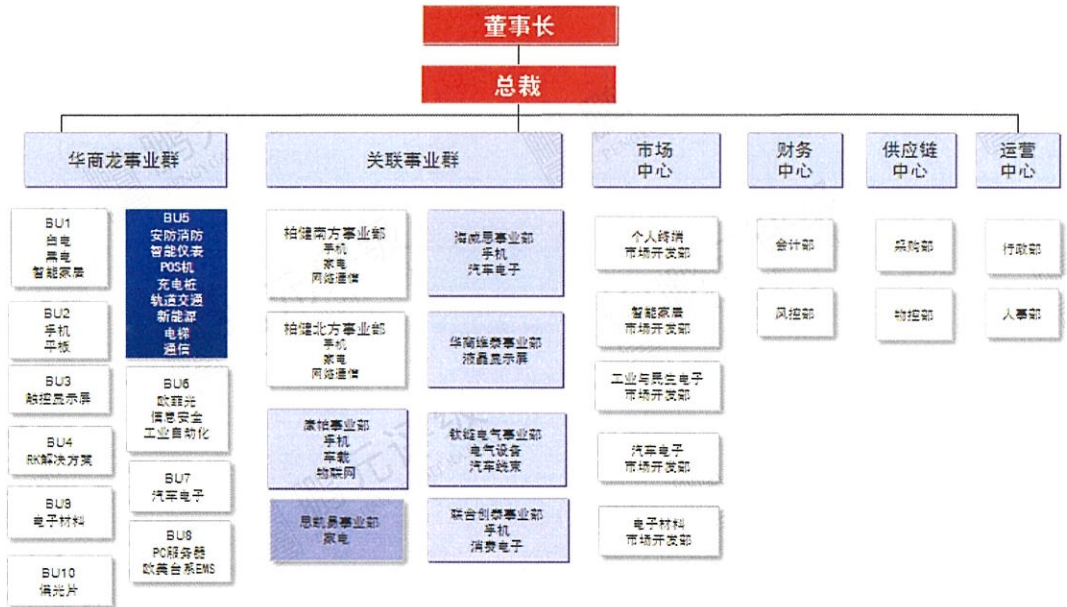 董事长
总裁
华商龙事业群
关联事业群
市场
中心
财务
中心
供应链
中心
运营
中心
BU1
白电
黑电
智能家居
BU2
手机
平板
BU3
触控显示屏
BU4
RK解决方案
BU9
电子材料
BU10
偏光片
BU5
安防消防
智能仪表
POS机
充电桩
轨道交通
新能源
电梯
通信
BU6
欧菲光
信息安全
工业自动化
BU7
汽车电子
BU8
PC服务器
欧美台系EMS
柏健南方事业部
手机
家电
网络通信
柏健北方事业部
手机
家电
网络通信
康帕事业部
手机
车载
物联网
思凯易事业部
家电
海威思事业部
手机
汽车电子
华商维泰事业部
液晶显示屏
钛链电气事业部
电气设备
汽车线束
联合创泰事业部
手机
消费电子
个人终端
市场开发部
智能家居
市场开发部
工业与民生电子
市场开发部
汽车电子
市场开发部
电子材料
市场开发部
会计部
风控部
采购部
物控部
行政部
人事部